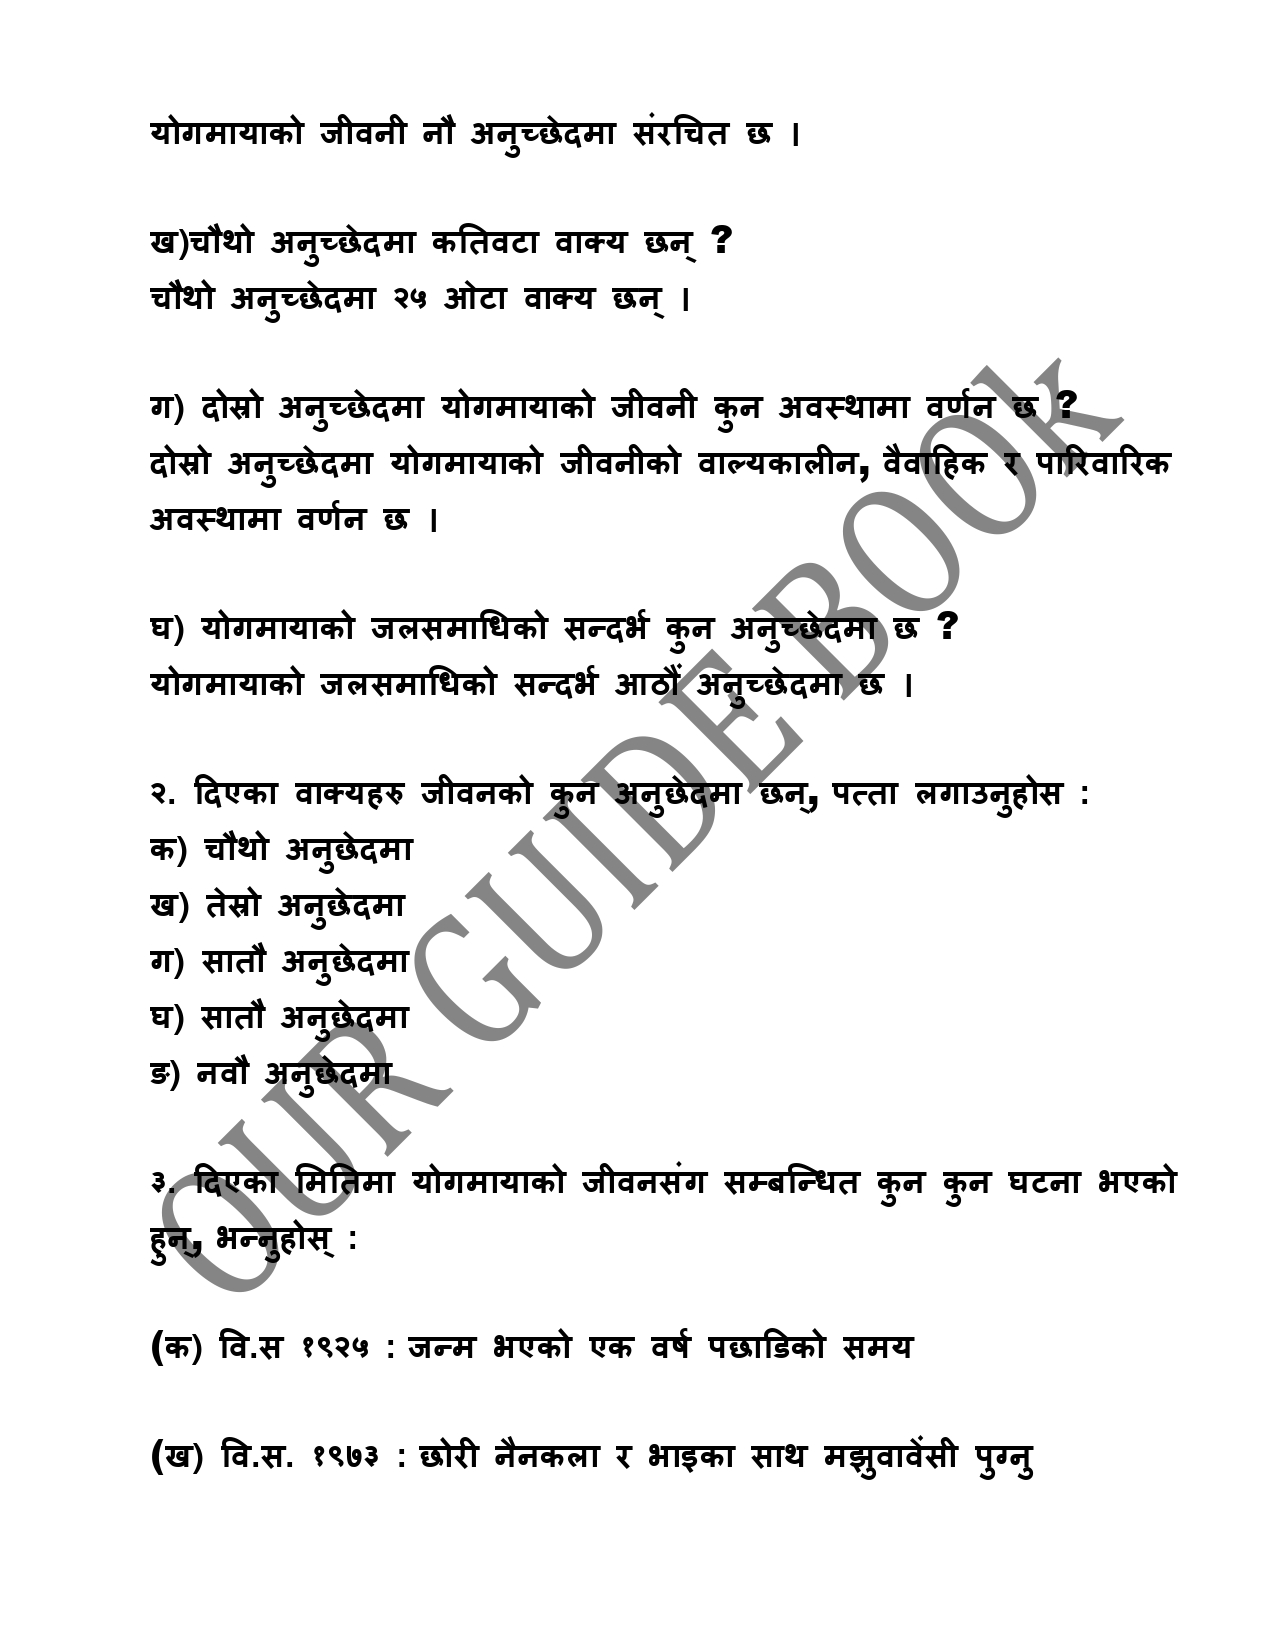 योगमायाको जीवनी नौ अनुच्छेदमा संरचित छ ।
ख)चौथो अनुच्छेदमा कतिवटा वाक्य छन् ?
चौथो अनुच्छेदमा २५ ओटा वाक्य छन् ।
ग) दोस्रो अनुच्छेदमा योगमायाको जीवनी कुन अवस्थामा वर्णन छ ?
दोस्रो अनुच्छेदमा योगमायाको जीवनीको वाल्यकालीन, वैवाहिक र पारिवारिक
अवस्थामा वर्णन छ ।
घ) योगमायाको जलसमाधिको सन्दर्भ कुन अनुच्छेदमा छ ?
योगमायाको जलसमाधिको सन्दर्भ आठौं अनुच्छेदमा छ ।
२. दिएका वाक्यहरु जीवनको कुन अनुछेदमा छन्, पत्ता लगाउनुहोस :
क) चौथो अनुछेदमा
ख) तेस्रो अनुछेदमा
ग) सातौ अनुछेदमा
घ) सातौ अनुछेदमा
ङ) नवौ अनुछेदमा
३. दिएका मितिमा योगमायाको जीवनसंग सम्बन्धित कुन कुन घटना भएको
हुन्, भन्नुहोस् :
(क) वि.स १९२५ : जन्म भएको एक वर्ष पछाडिको समय
(ख) वि.स. १९७३ : छोरी नैनकला र भाइका साथ मझुवावेंसी पुग्नु
OUR GUIDE BOOk